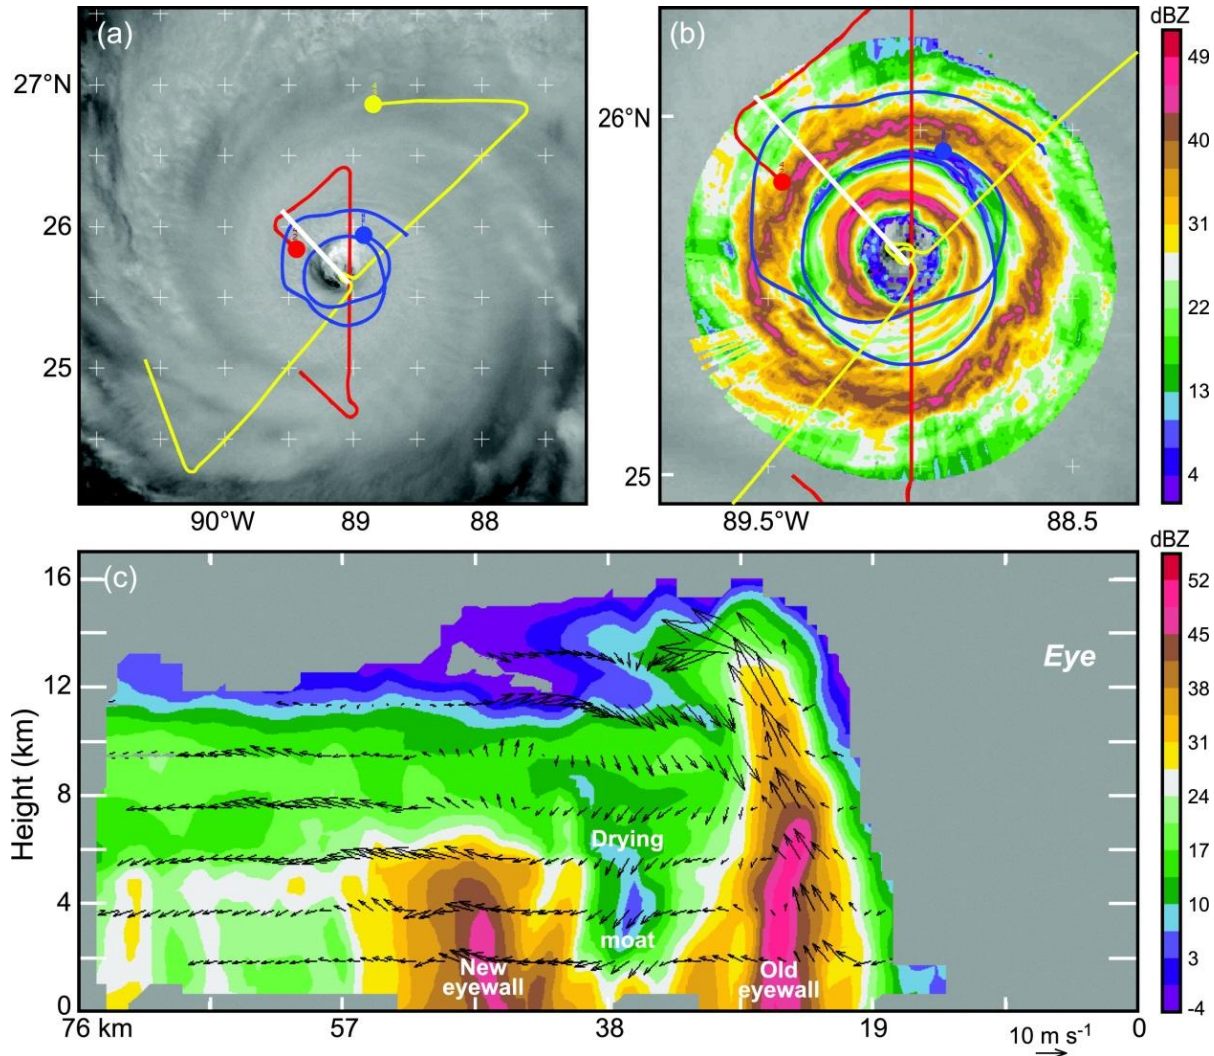 (a)
27°N
26
25
90°W
89
88
(b)
26°N
25
89.5°W
88.5
dBZ
49
40
31
22
13
4
(c)
Height (km)
16
12
8
4
0
76 km
57
38
19
0
Eye
Drying
moat
New
eyewall
Old
eyewall
10 m s⁻¹
dBZ
52
45
38
31
24
17
10
3
-4